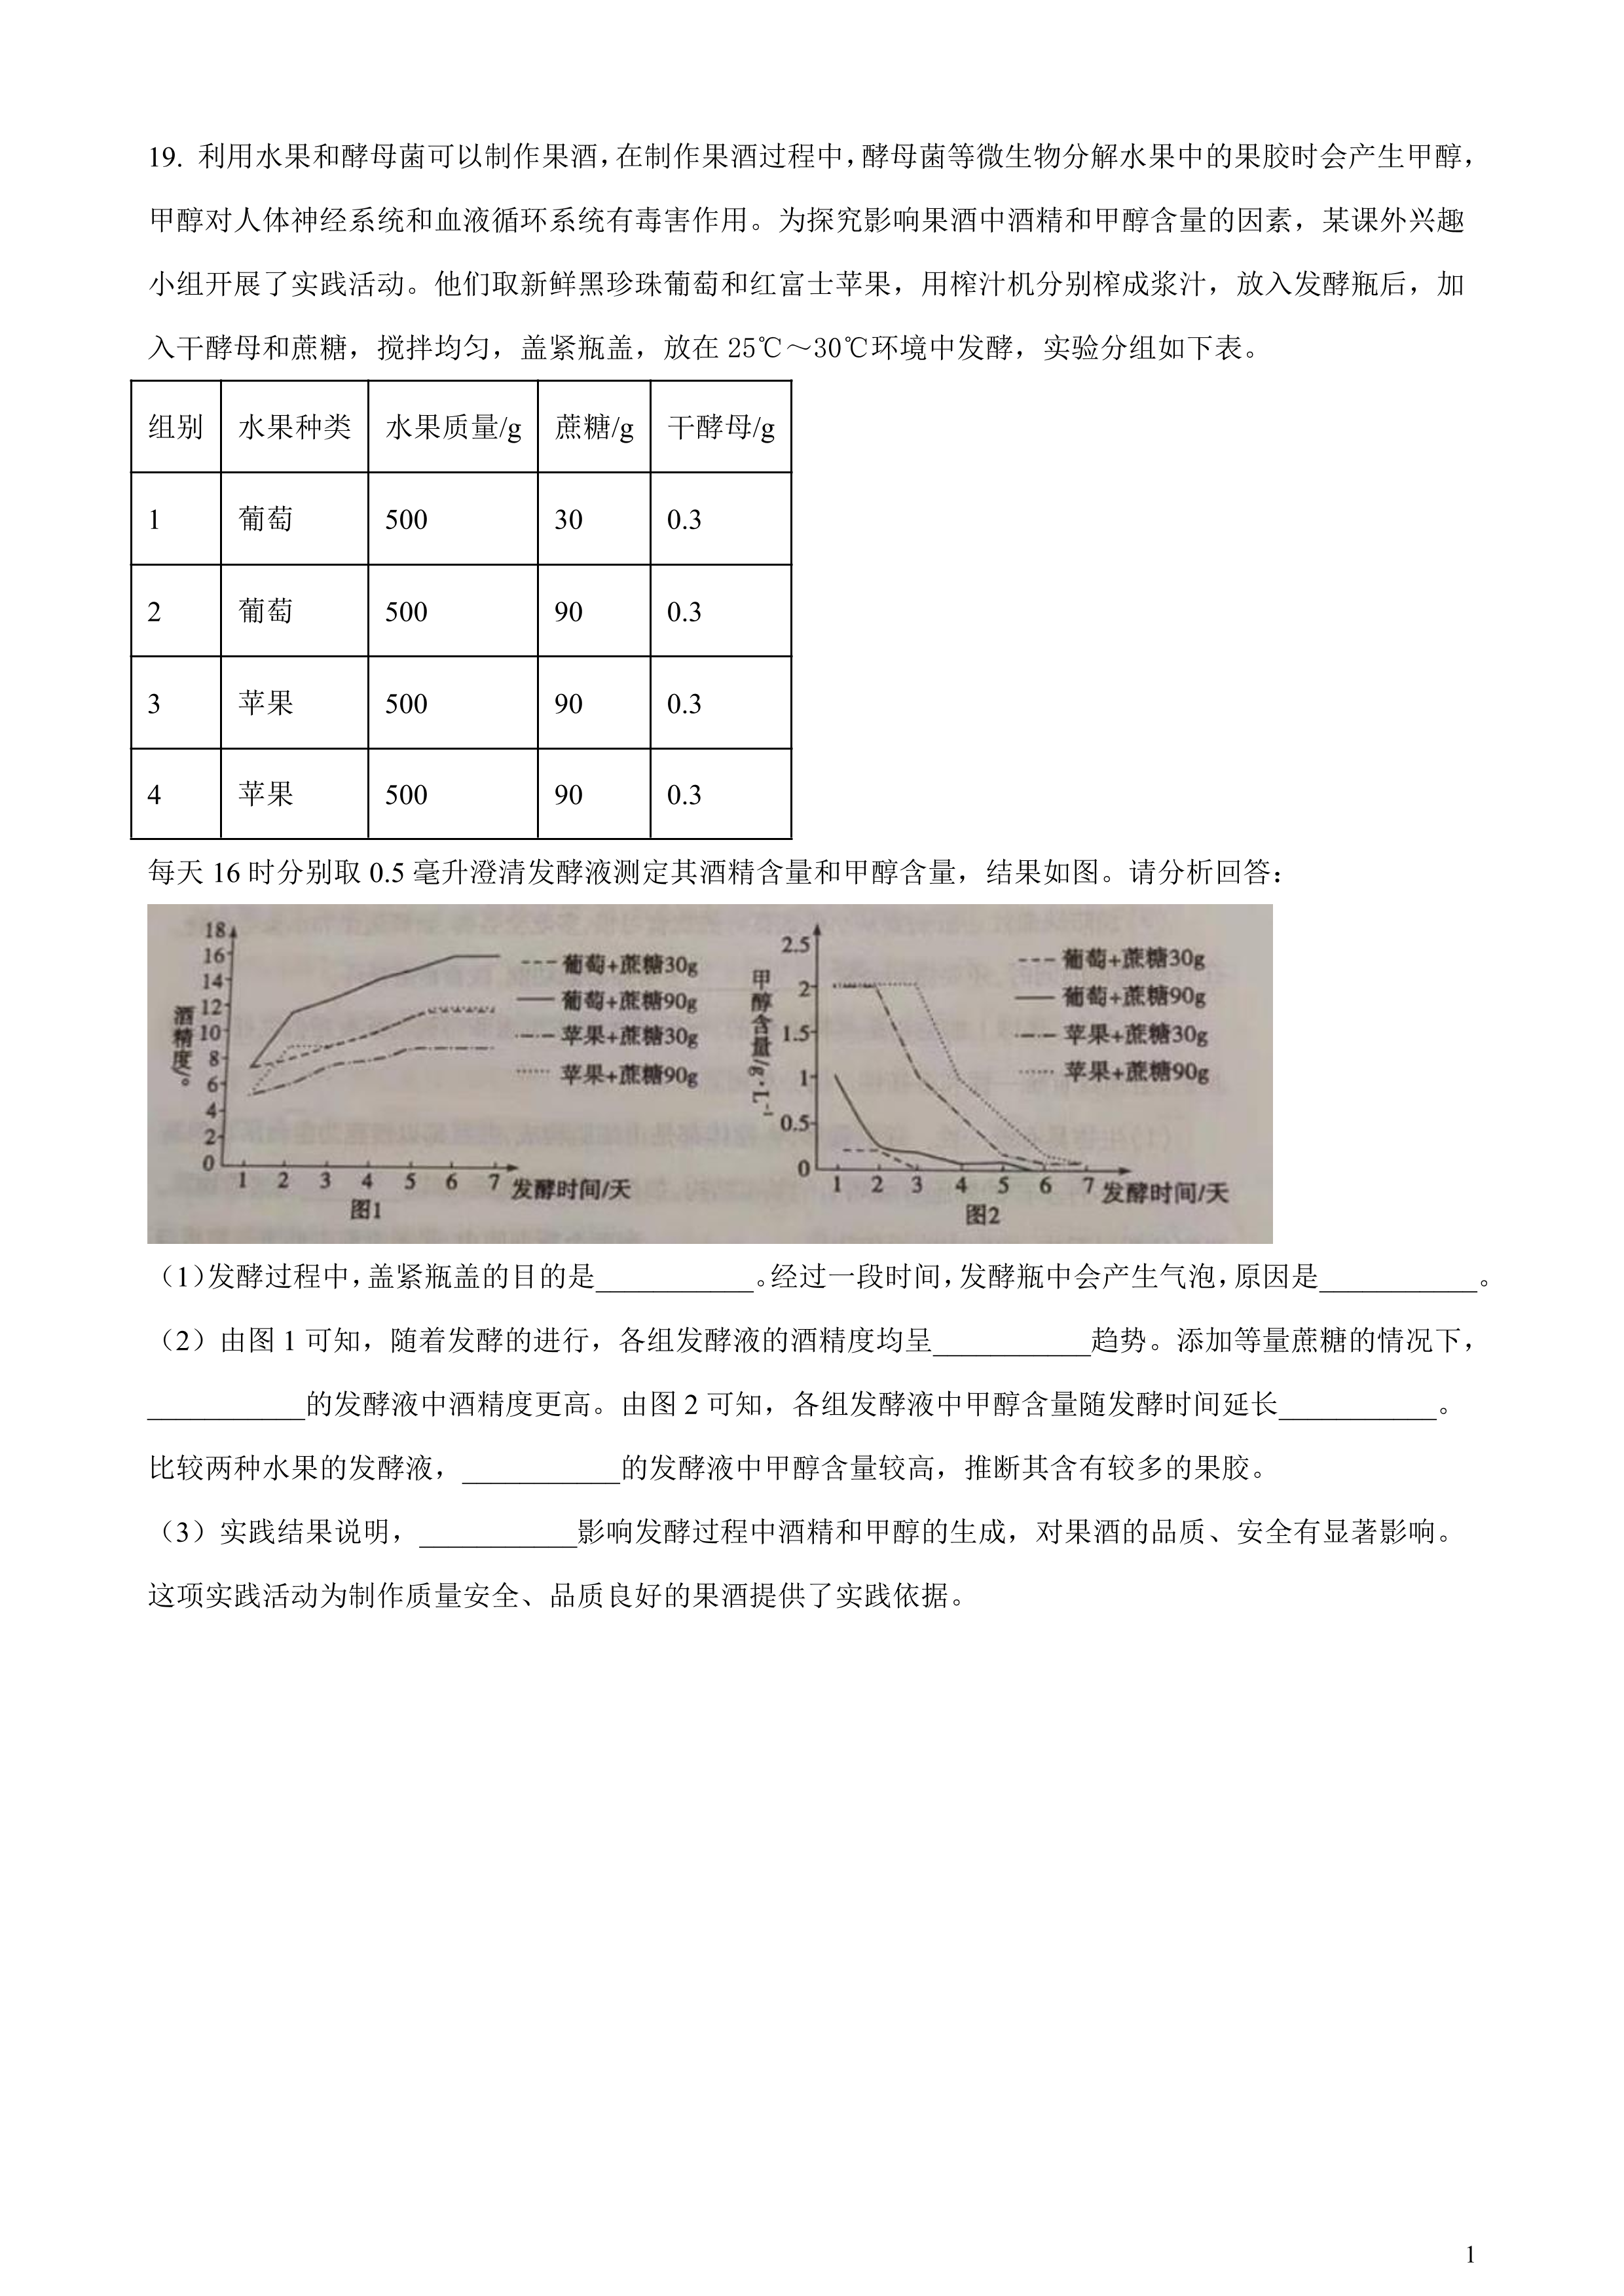 19. 利用水果和酵母菌可以制作果酒，在制作果酒过程中，酵母菌等微生物分解水果中的果胶时会产生甲醇，
甲醇对人体神经系统和血液循环系统有毒害作用。为探究影响果酒中酒精和甲醇含量的因素，某课外兴趣
小组开展了实践活动。他们取新鲜黑珍珠葡萄和红富士苹果，用榨汁机分别榨成浆汁，放入发酵瓶后，加
入干酵母和蔗糖，搅拌均匀，盖紧瓶盖，放在 25℃～30℃环境中发酵，实验分组如下表。
组别 水果种类 水果质量/g 蔗糖/g 干酵母/g
1 葡萄 500 30 0.3
2 葡萄 500 90 0.3
3 苹果 500 90 0.3
4 苹果 500 90 0.3
每天 16 时分别取 0.5 毫升澄清发酵液测定其酒精含量和甲醇含量，结果如图。请分析回答：
酒精度/°
18
16
14
12
10
8
6
4
2
0
1 2 3 4 5 6 7 发酵时间/天
葡萄+蔗糖30g
葡萄+蔗糖90g
苹果+蔗糖30g
苹果+蔗糖90g
图1
甲醇含量/g·L⁻¹
2.5
2
1.5
1
0.5
0
1 2 3 4 5 6 7 发酵时间/天
葡萄+蔗糖30g
葡萄+蔗糖90g
苹果+蔗糖30g
苹果+蔗糖90g
图2
（1）发酵过程中，盖紧瓶盖的目的是___________。经过一段时间，发酵瓶中会产生气泡，原因是___________。
（2）由图 1 可知，随着发酵的进行，各组发酵液的酒精度均呈___________趋势。添加等量蔗糖的情况下，
___________的发酵液中酒精度更高。由图 2 可知，各组发酵液中甲醇含量随发酵时间延长___________。
比较两种水果的发酵液，___________的发酵液中甲醇含量较高，推断其含有较多的果胶。
（3）实践结果说明，___________影响发酵过程中酒精和甲醇的生成，对果酒的品质、安全有显著影响。
这项实践活动为制作质量安全、品质良好的果酒提供了实践依据。
1